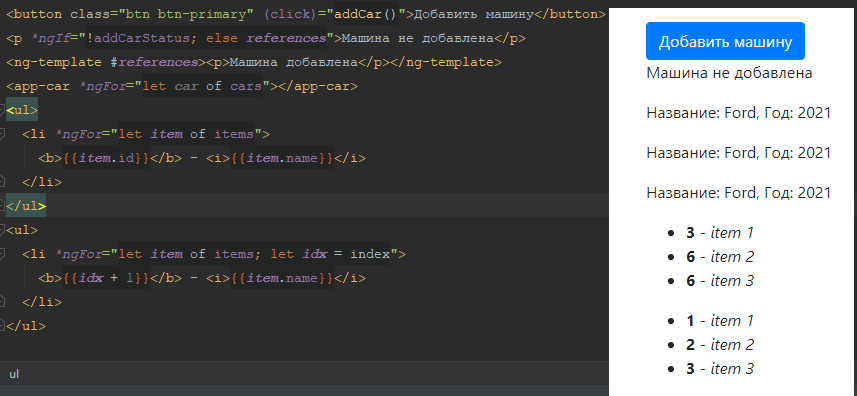 <button class="btn btn-primary" (click)="addCar()">Добавить машину</button>
<p *ngIf="!addCarStatus; else references">Машина не добавлена</p>
<ng-template #references><p>Машина добавлена</p></ng-template>
<app-car *ngFor="let car of cars"></app-car>
<ul>
<li *ngFor="let item of items">
<b>{{item.id}}</b> - <i>{{item.name}}</i>
</li>
</ul>
<ul>
<li *ngFor="let item of items; let idx = index">
<b>{{idx + 1}}</b> - <i>{{item.name}}</i>
</li>
</ul>
ul
Добавить машину
Машина не добавлена
Название: Ford, Год: 2021
Название: Ford, Год: 2021
Название: Ford, Год: 2021
• 3 - item 1
• 6 - item 2
• 6 - item 3
• 1 - item 1
• 2 - item 2
• 3 - item 3